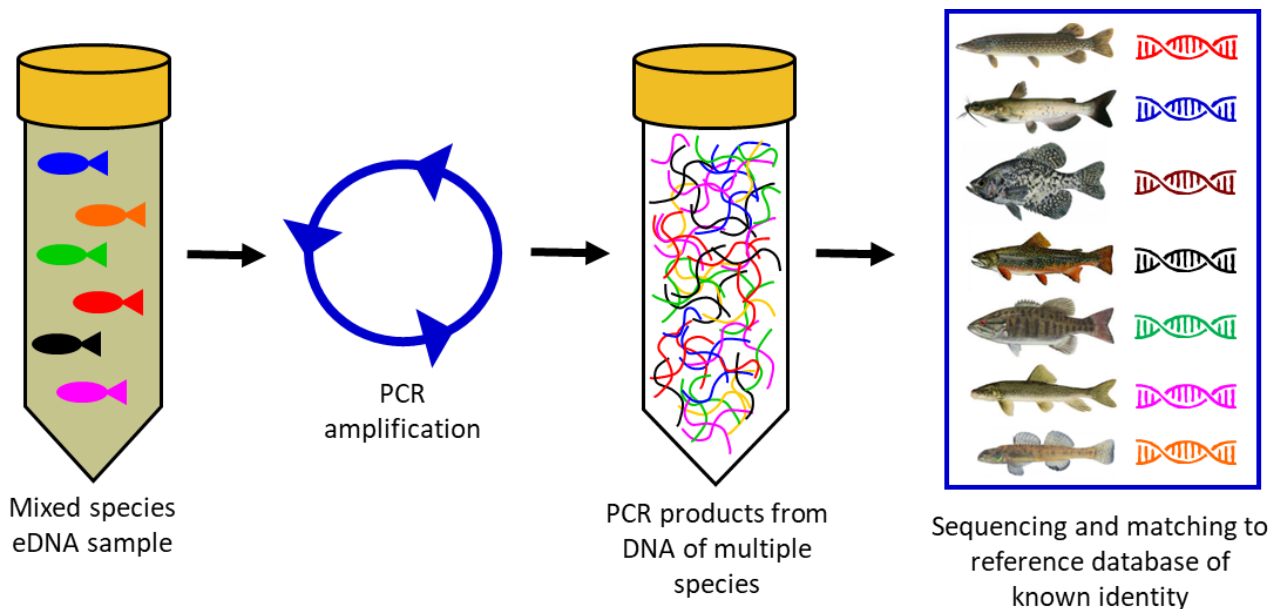 Mixed species
eDNA sample
PCR
amplification
PCR products from
DNA of multiple
species
Sequencing and matching to
reference database of
known identity